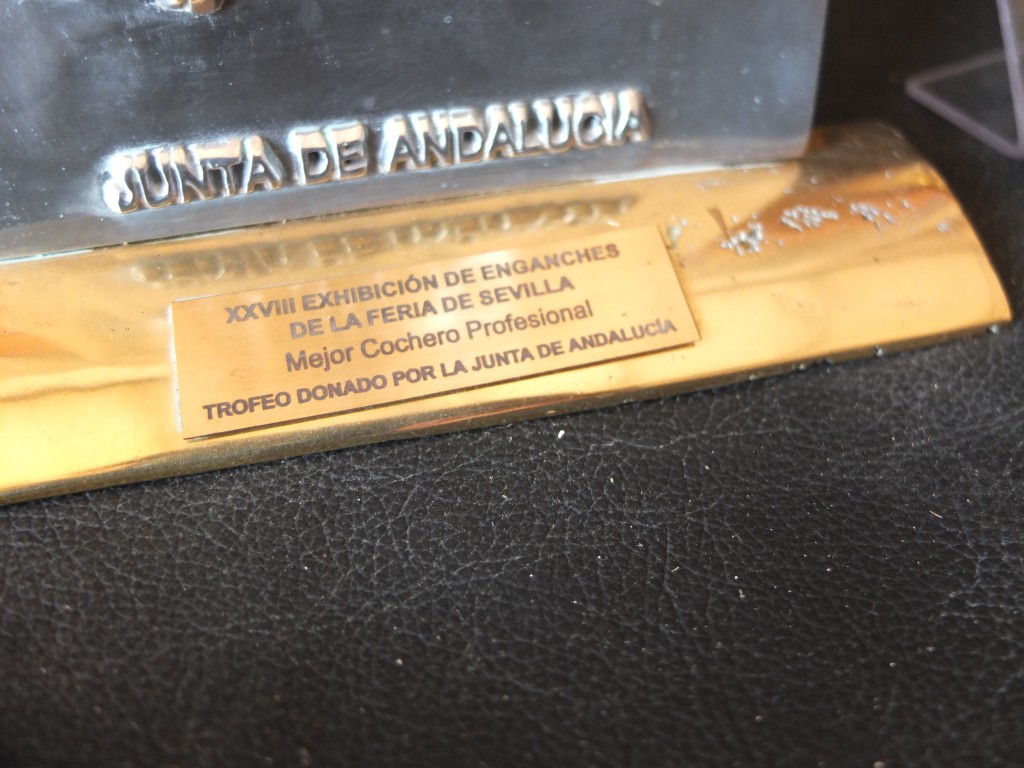 JUNTA DE ANDALUCIA
XXVIII EXHIBICIÓN DE ENGANCHES
DE LA FERIA DE SEVILLA
Mejor Cochero Profesional
TROFEO DONADO POR LA JUNTA DE ANDALUCÍA